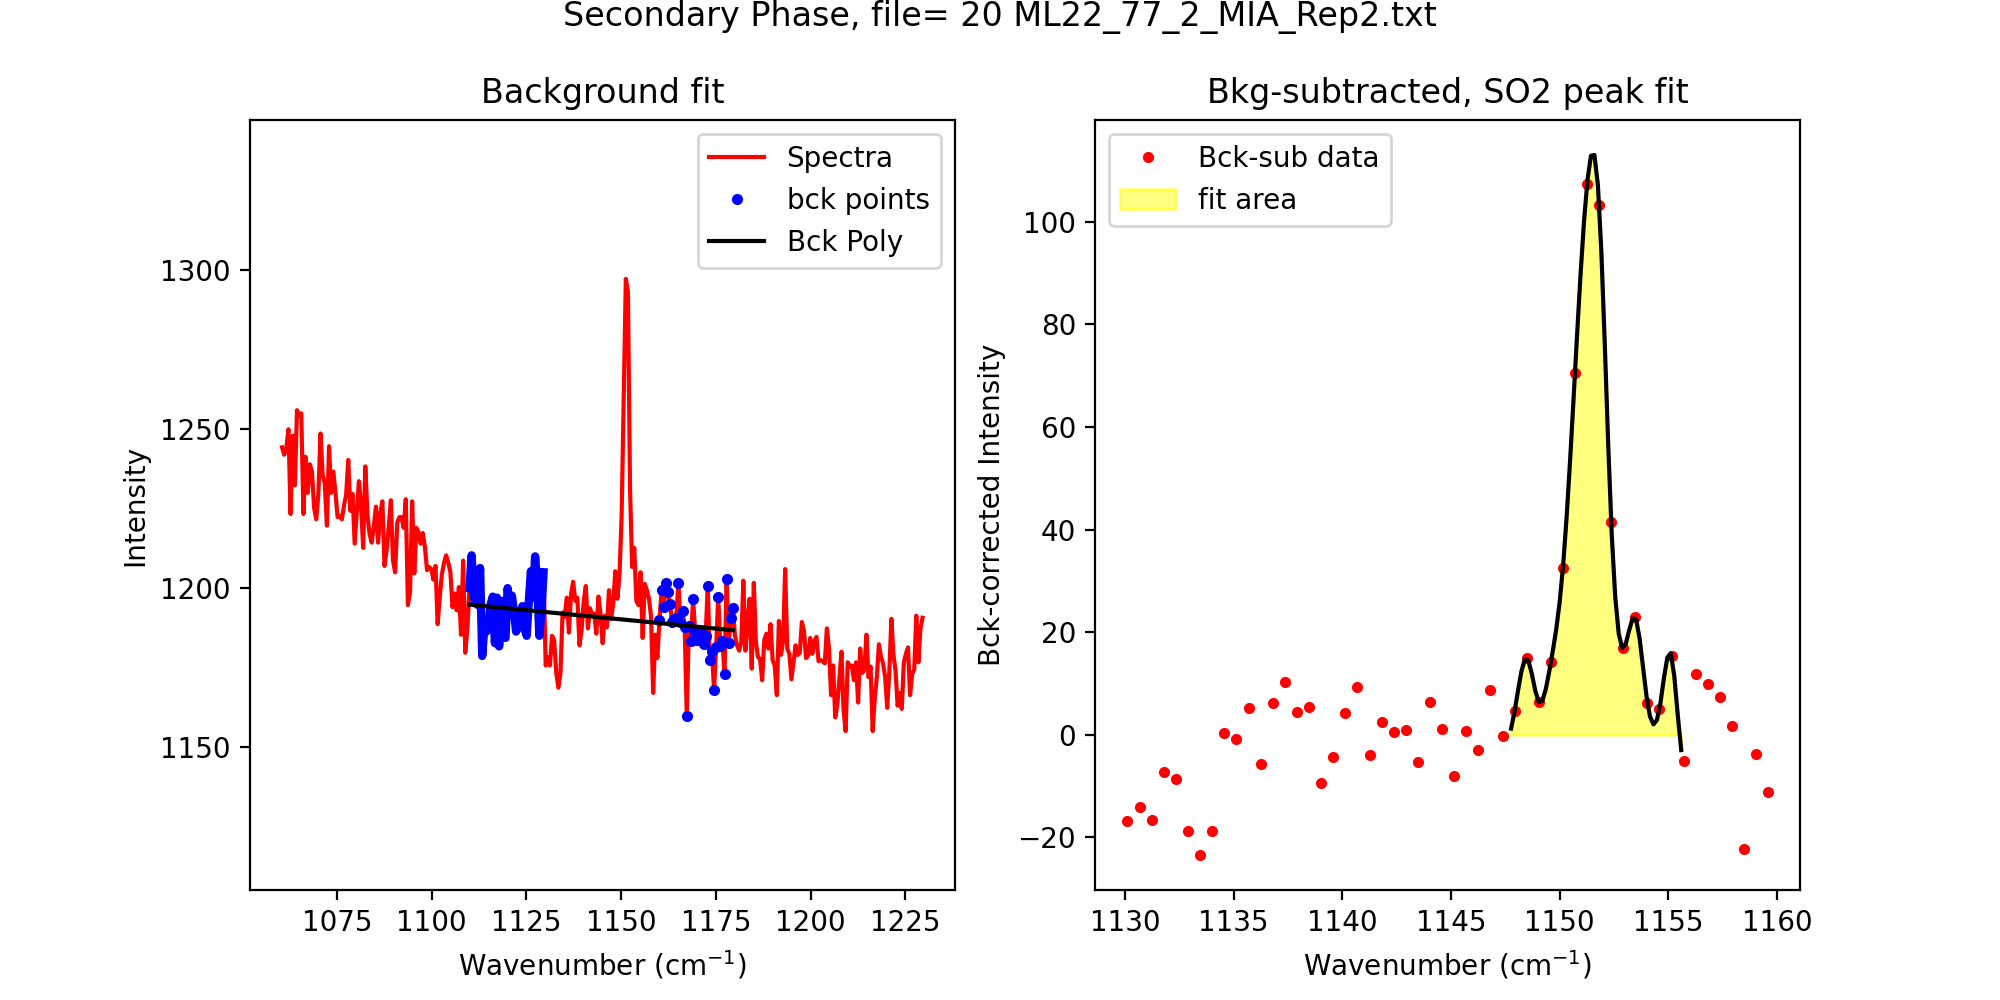 Secondary Phase, file= 20 ML22_77_2_MIA_Rep2.txt
Background fit
Spectra
bck points
Bck Poly
Intensity
1300
1250
1200
1150
1075 1100 1125 1150 1175 1200 1225
Wavenumber (cm⁻¹)
Bkg-subtracted, SO2 peak fit
Bck-sub data
fit area
Bck-corrected Intensity
100
80
60
40
20
0
−20
1130 1135 1140 1145 1150 1155 1160
Wavenumber (cm⁻¹)